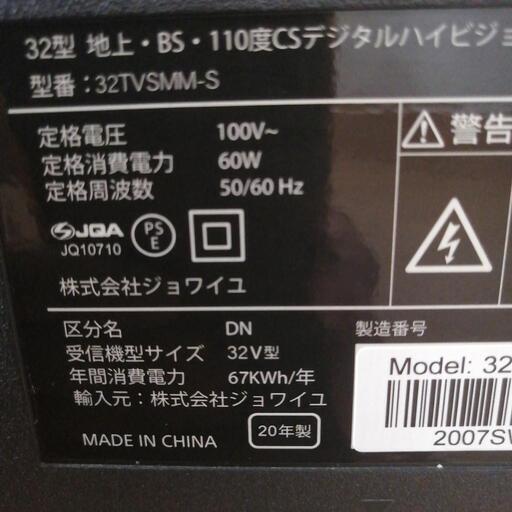 32型 地上・BS・110度CSデジタルハイビジョ
型番：32TVSMM-S
定格電圧 100V~
定格消費電力 60W
定格周波数 50/60 Hz
警告
JQA
JQ10710
PS
E
株式会社ジョワイユ
区分名 DN
受信機型サイズ 32V型
年間消費電力 67KWh/年
輸入元：株式会社ジョワイユ
MADE IN CHINA 20年製
製造番号
Model: 32
2007SW